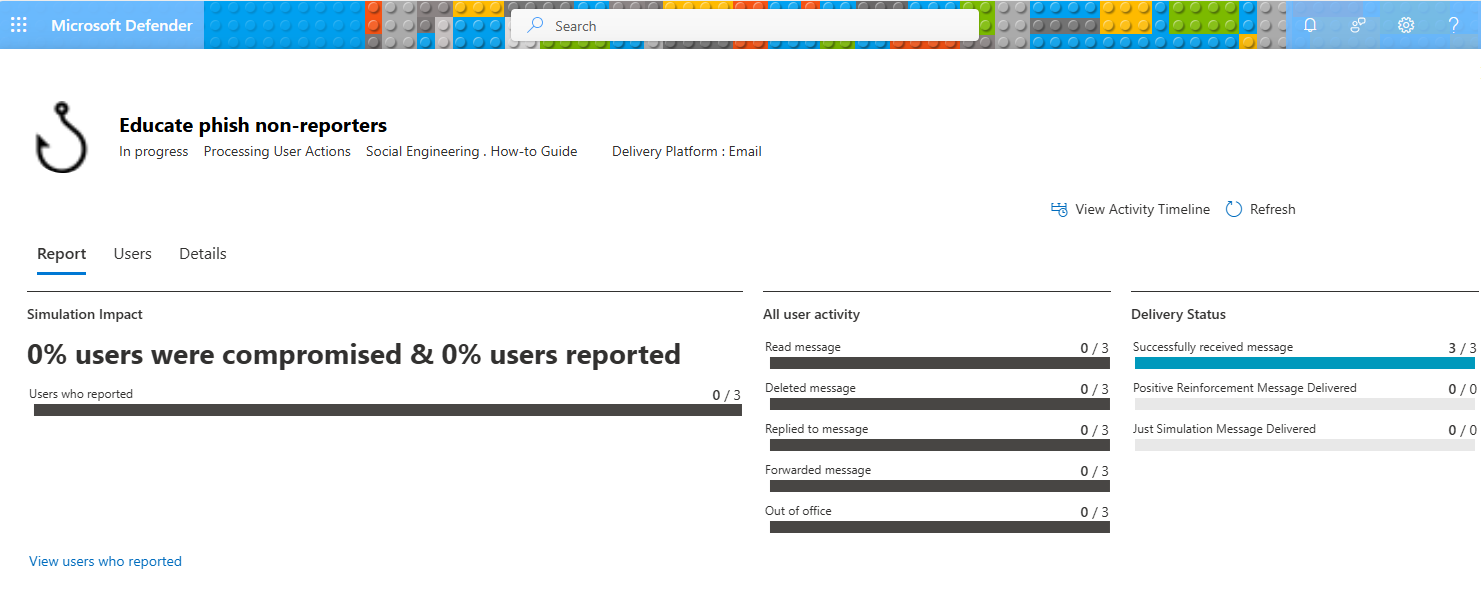 Microsoft Defender
Search
?
Educate phish non-reporters
In progress Processing User Actions Social Engineering . How-to Guide Delivery Platform : Email
View Activity Timeline Refresh
Report Users Details
Simulation Impact
0% users were compromised & 0% users reported
Users who reported 0 / 3
View users who reported
All user activity
Read message 0 / 3
Deleted message 0 / 3
Replied to message 0 / 3
Forwarded message 0 / 3
Out of office 0 / 3
Delivery Status
Successfully received message 3 / 3
Positive Reinforcement Message Delivered 0 / 0
Just Simulation Message Delivered 0 / 0